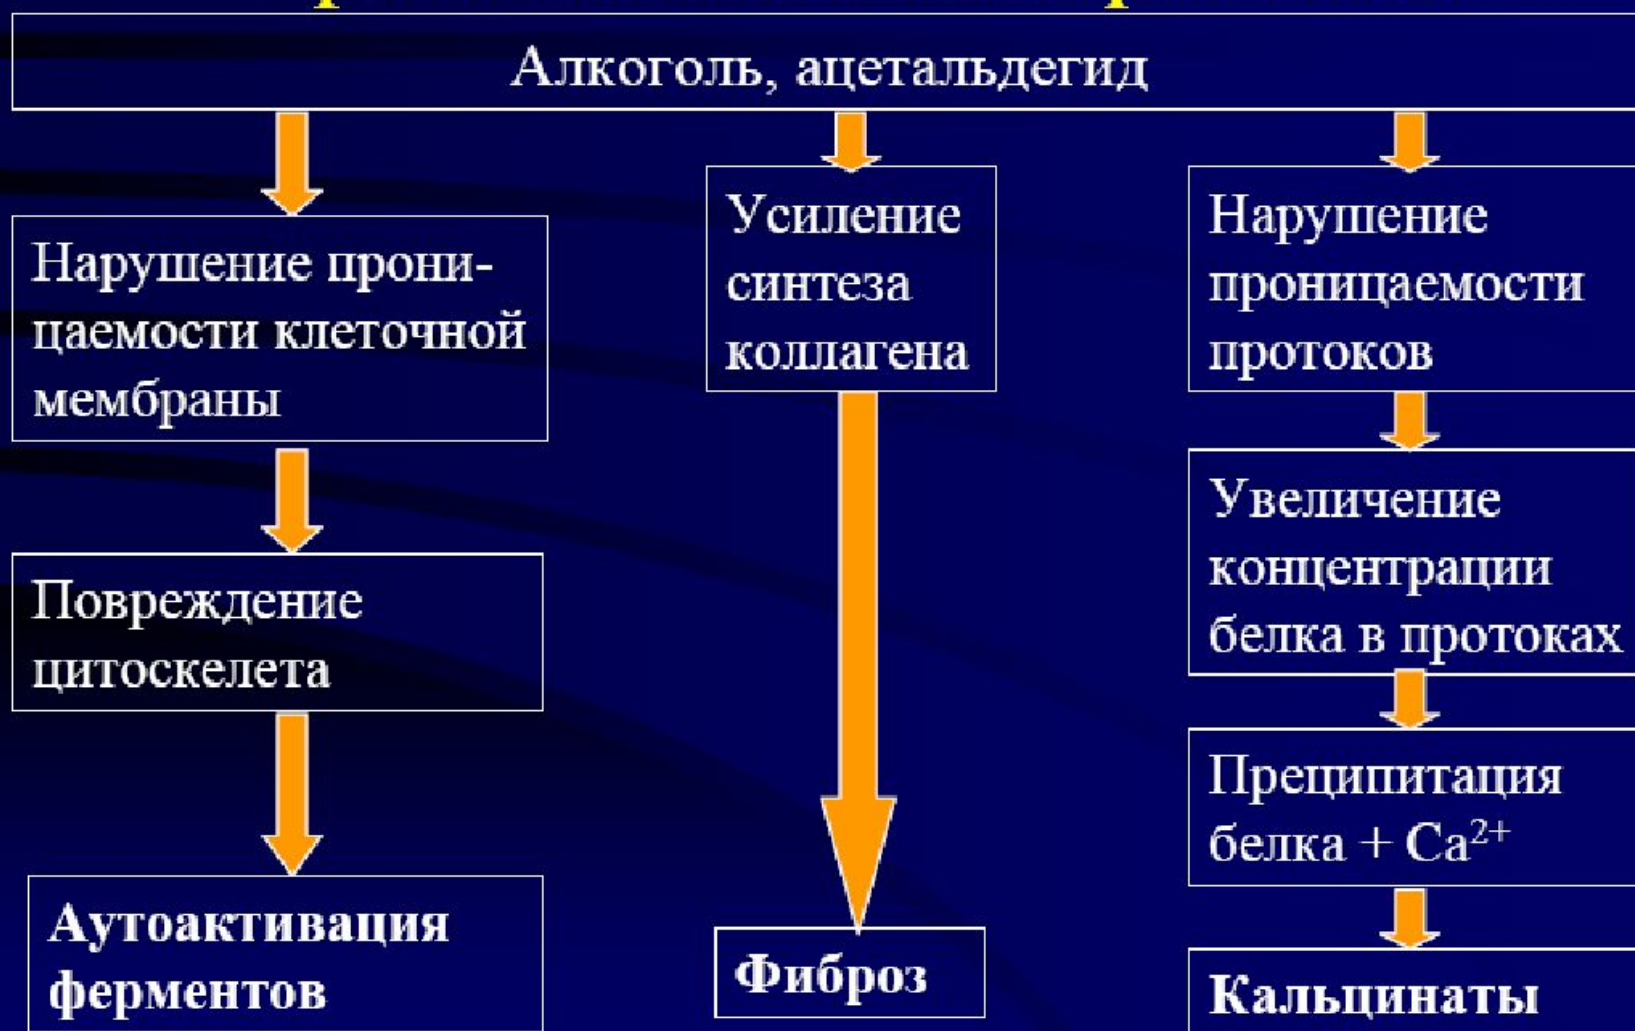 Алкоголь, ацетальдегид
Нарушение прони-
цаемости клеточной
мембраны
Повреждение
цитоскелета
Аутоактивация
ферментов
Усиление
синтеза
коллагена
Фиброз
Нарушение
проницаемости
протоков
Увеличение
концентрации
белка в протоках
Преципитация
белка + Ca²⁺
Кальцинаты